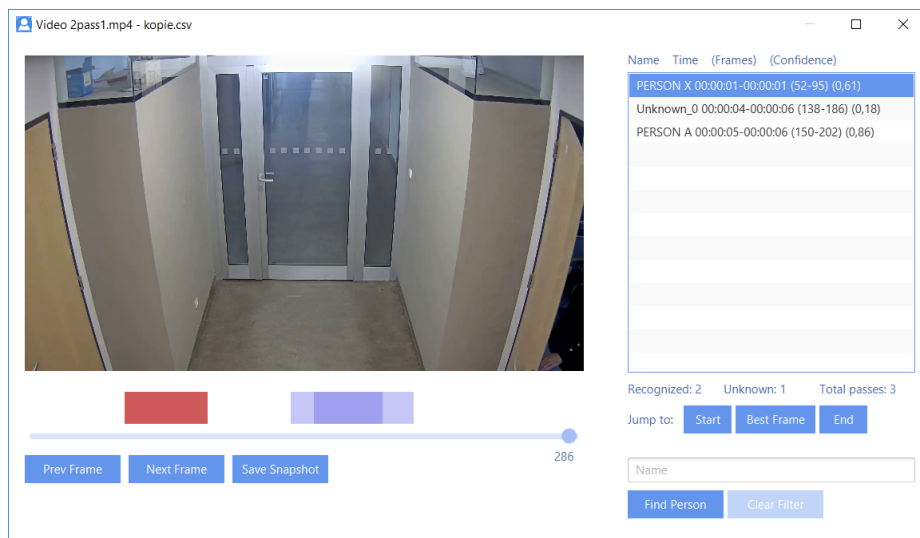 Video 2pass1.mp4 - kopie.csv
Name Time (Frames) (Confidence)
PERSON X 00:00:01-00:00:01 (52-95) (0,61)
Unknown_0 00:00:04-00:00:06 (138-186) (0,18)
PERSON A 00:00:05-00:00:06 (150-202) (0,86)
Recognized: 2 Unknown: 1 Total passes: 3
Jump to: Start Best Frame End
286
Prev Frame Next Frame Save Snapshot
Name
Find Person Clear Filter